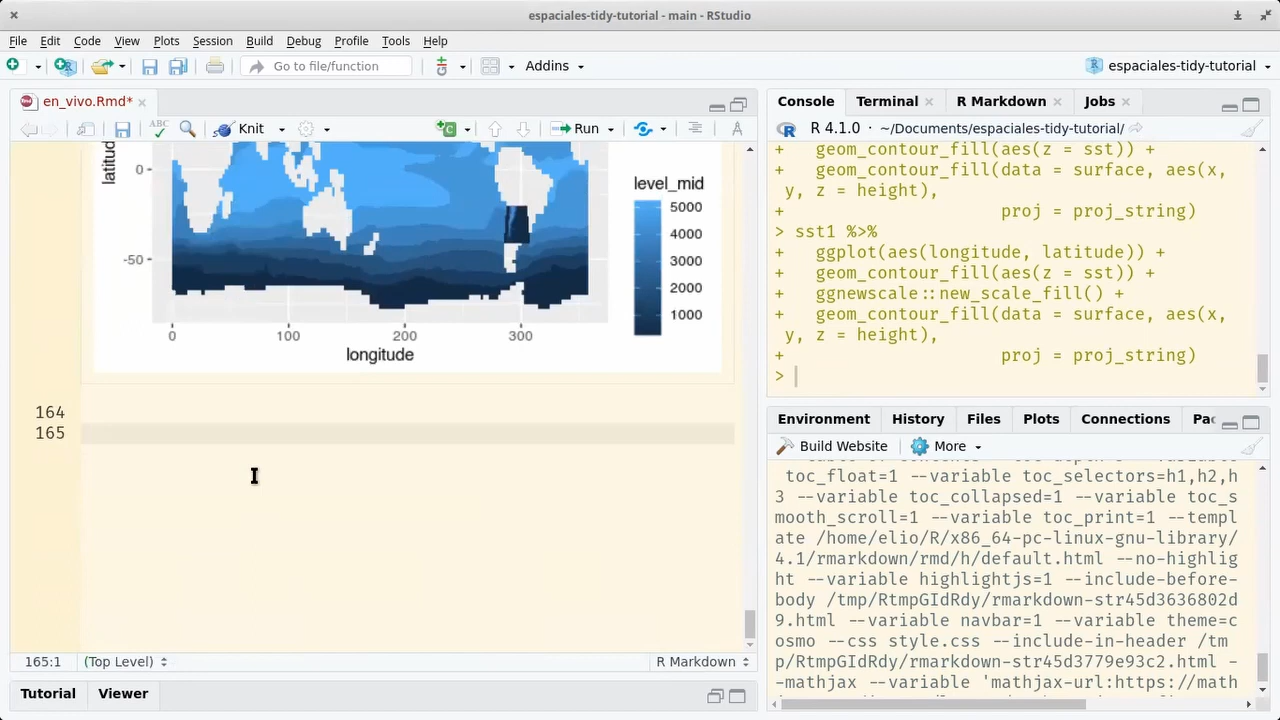 espaciales-tidy-tutorial - main - RStudio
File Edit Code View Plots Session Build Debug Profile Tools Help
Go to file/function Addins espaciales-tidy-tutorial
en_vivo.Rmd*
ABC Knit Run
latitud
0
-50
level_mid
5000
4000
3000
2000
1000
0 100 200 300
longitude
164
165
165:1 (Top Level) R Markdown
Tutorial Viewer
Console Terminal R Markdown Jobs
R 4.1.0 · ~/Documents/espaciales-tidy-tutorial/
+ geom_contour_fill(aes(z = sst)) +
+ geom_contour_fill(data = surface, aes(x,
y, z = height),
+ proj = proj_string)
> sst1 %>%
+ ggplot(aes(longitude, latitude)) +
+ geom_contour_fill(aes(z = sst)) +
+ ggnewscale::new_scale_fill() +
+ geom_contour_fill(data = surface, aes(x,
y, z = height),
+ proj = proj_string)
>
Environment History Files Plots Connections Pac
Build Website More
toc_float=1 --variable toc_selectors=h1,h2,h
3 --variable toc_collapsed=1 --variable toc_s
mooth_scroll=1 --variable toc_print=1 --templ
ate /home/elio/R/x86_64-pc-linux-gnu-library/
4.1/rmarkdown/rmd/h/default.html --no-highlig
ht --variable highlightjs=1 --include-before-
body /tmp/RtmpGIdRdy/rmarkdown-str45d3636802d
9.html --variable navbar=1 --variable theme=c
osmo --css style.css --include-in-header /tm
p/RtmpGIdRdy/rmarkdown-str45d3779e93c2.html -
-mathjax --variable 'mathjax-url:https://math